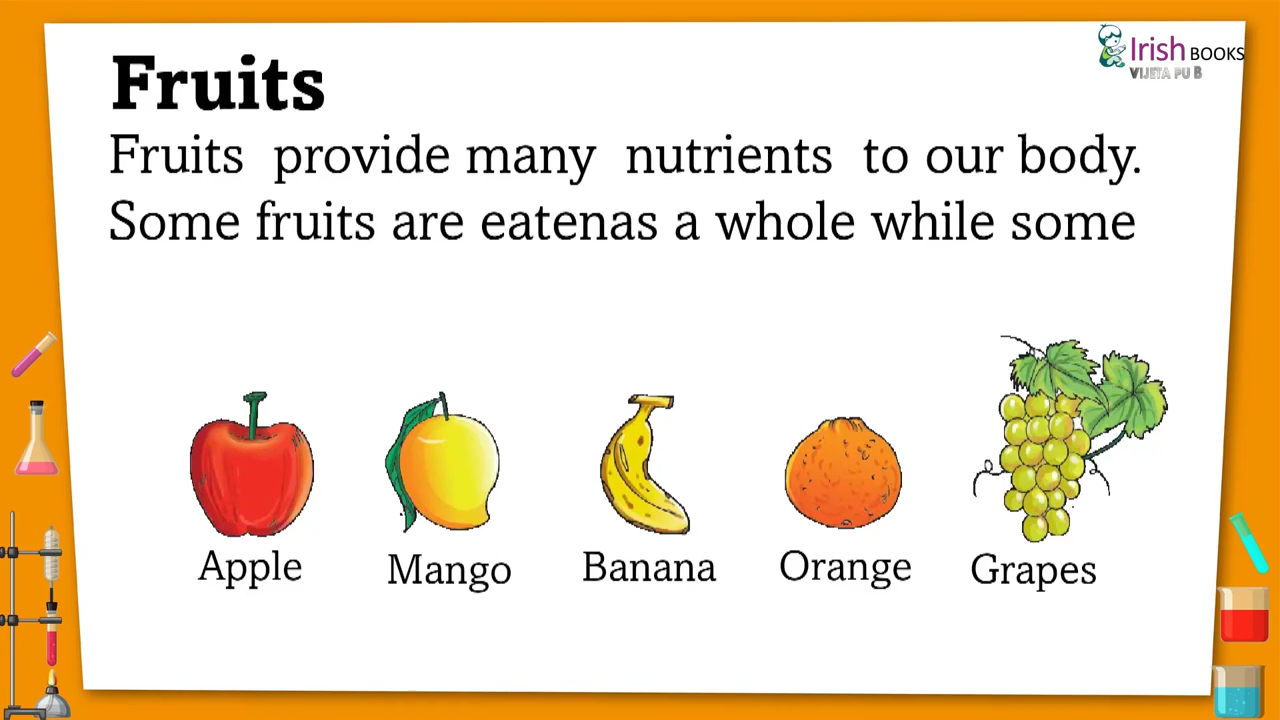 Irish BOOKS
VIJETA PU B
Fruits
Fruits provide many nutrients to our body.
Some fruits are eatenas a whole while some
Apple Mango Banana Orange Grapes